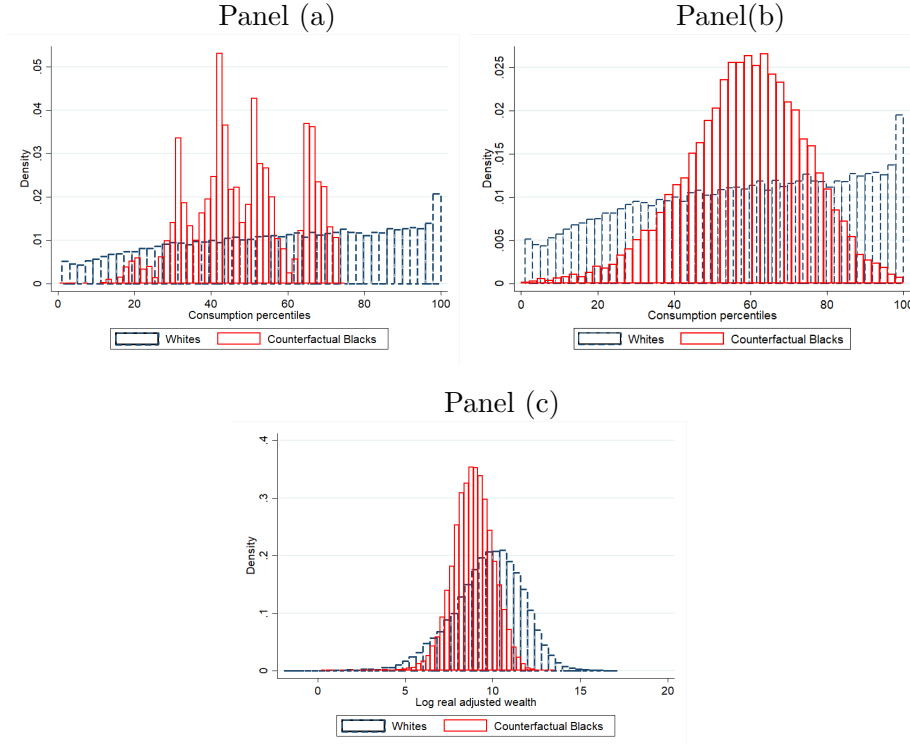 Panel (a)
Density
0
.01
.02
.03
.04
.05
0
20
40
60
80
100
Consumption percentiles
Whites
Counterfactual Blacks
Panel(b)
Density
0
.005
.01
.015
.02
.025
0
20
40
60
80
100
Consumption percentiles
Whites
Counterfactual Blacks
Panel (c)
Density
0
.1
.2
.3
.4
0
5
10
15
20
Log real adjusted wealth
Whites
Counterfactual Blacks